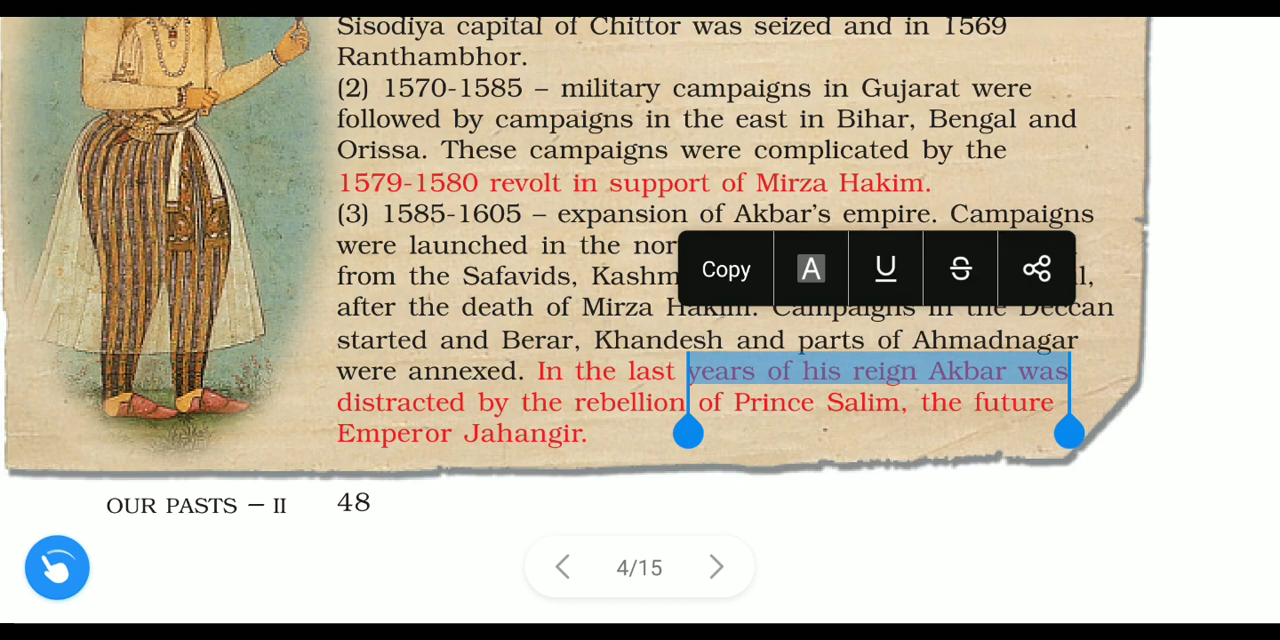 Sisodiya capital of Chittor was seized and in 1569
Ranthambhor.
(2) 1570-1585 – military campaigns in Gujarat were
followed by campaigns in the east in Bihar, Bengal and
Orissa. These campaigns were complicated by the
1579-1580 revolt in support of Mirza Hakim.
(3) 1585-1605 – expansion of Akbar's empire. Campaigns
were launched in the
from the Safavids,
after the death of Mirza Hakim. Campaigns in the Deccan
started and Berar, Khandesh and parts of Ahmadnagar
were annexed. In the last years of his reign Akbar was
distracted by the rebellion of Prince Salim, the future
Emperor Jahangir.
Copy A U S
OUR PASTS – II 48
4/15